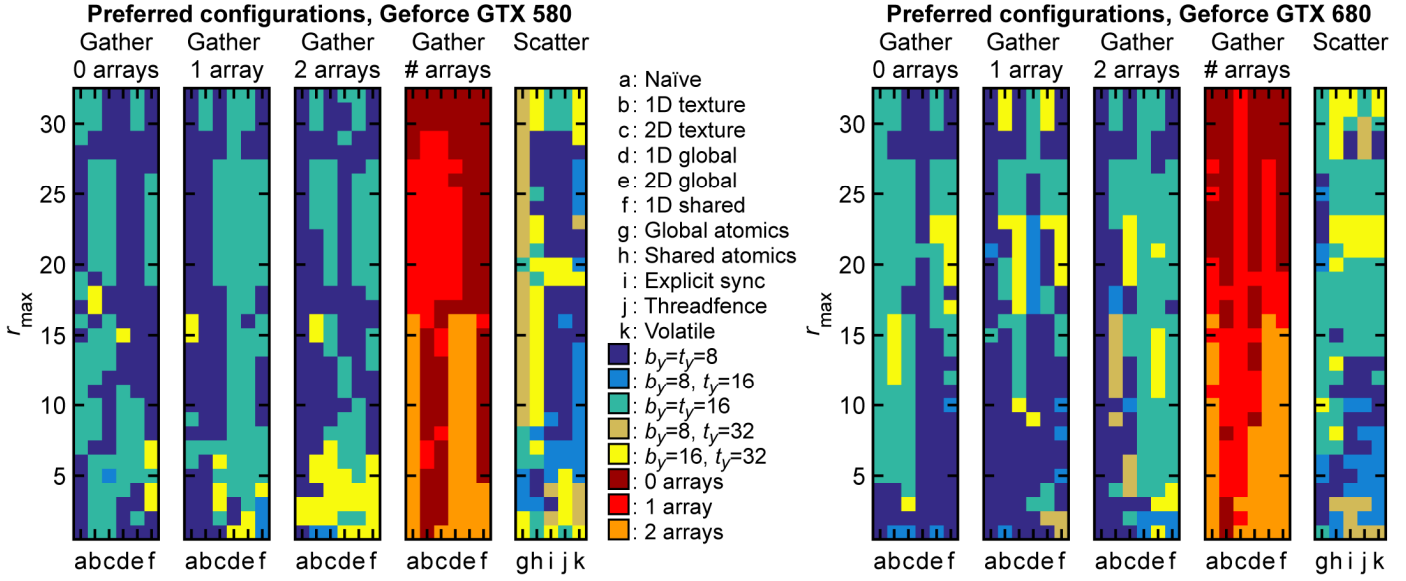 Preferred configurations, Geforce GTX 580
Gather Gather Gather Gather Scatter
0 arrays 1 array 2 arrays # arrays
30
25
20
15
10
5
r_max
abcdef abcdef abcdef abcdef ghijk
a: Naïve
b: 1D texture
c: 2D texture
d: 1D global
e: 2D global
f: 1D shared
g: Global atomics
h: Shared atomics
i: Explicit sync
j: Threadfence
k: Volatile
: b_y=t_y=8
: b_y=8, t_y=16
: b_y=t_y=16
: b_y=8, t_y=32
: b_y=16, t_y=32
: 0 arrays
: 1 array
: 2 arrays
Preferred configurations, Geforce GTX 680
Gather Gather Gather Gather Scatter
0 arrays 1 array 2 arrays # arrays
30
25
20
15
10
5
r_max
abcdef abcdef abcdef abcdef ghijk